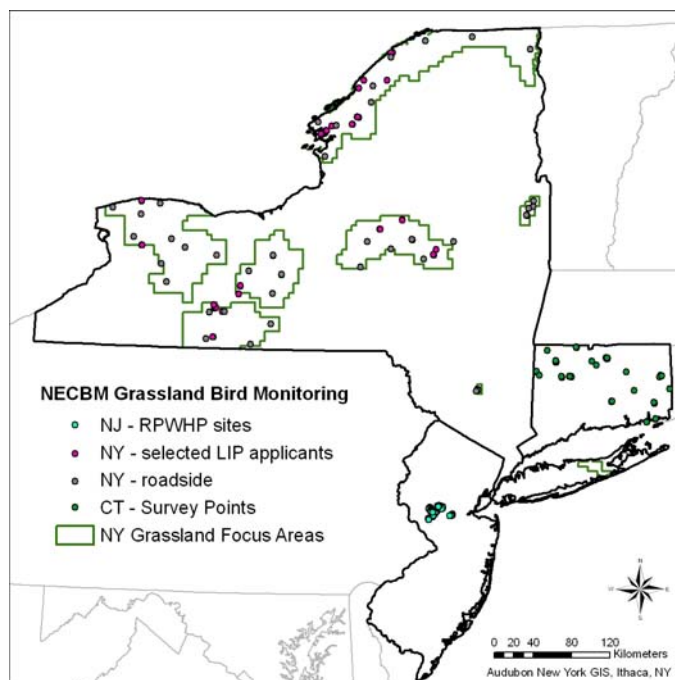 NECBM Grassland Bird Monitoring
NJ - RPWHP sites
NY - selected LIP applicants
NY - roadside
CT - Survey Points
NY Grassland Focus Areas
N
W
E
S
0 20 40 80 120
Kilometers
Audubon New York GIS, Ithaca, NY